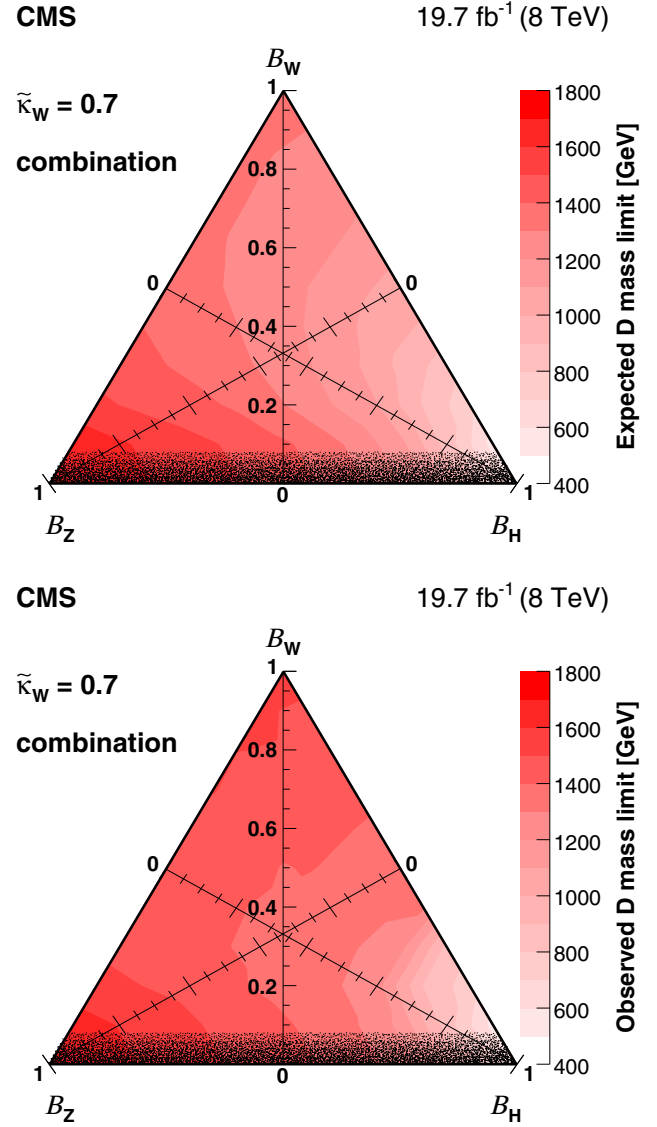 CMS 19.7 fb⁻¹ (8 TeV)
B_W
κ̃_W = 0.7
combination
1
0.8
0.6
0.4
0.2
0
0
0
1
1
B_Z
B_H
1800
1600
1400
1200
1000
800
600
400
Expected D mass limit [GeV]
CMS 19.7 fb⁻¹ (8 TeV)
B_W
κ̃_W = 0.7
combination
1
0.8
0.6
0.4
0.2
0
0
0
1
1
B_Z
B_H
1800
1600
1400
1200
1000
800
600
400
Observed D mass limit [GeV]